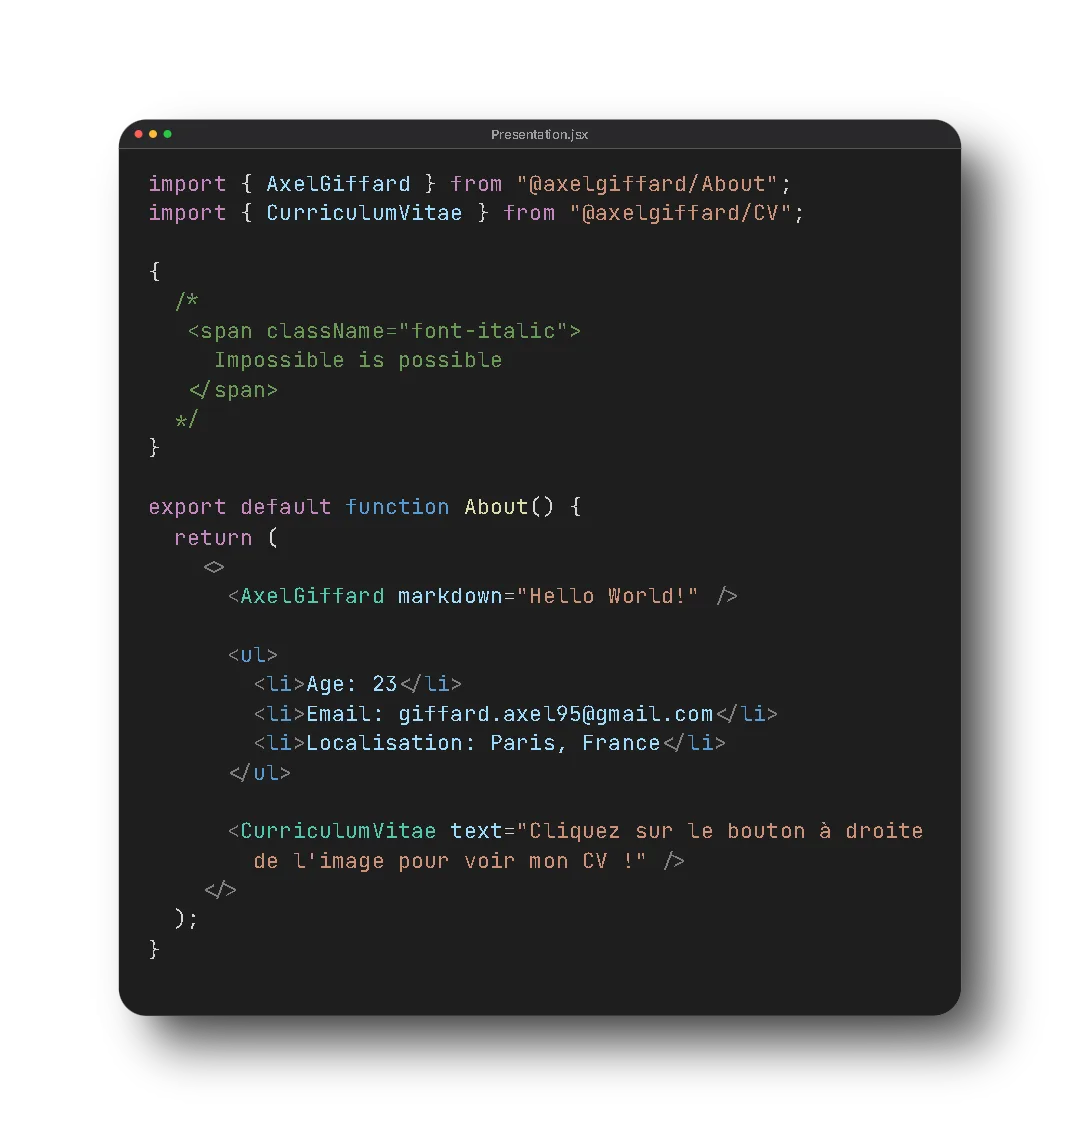 Presentation.jsx
import { AxelGiffard } from "@axelgiffard/About";
import { CurriculumVitae } from "@axelgiffard/CV";
{
/*
<span className="font-italic">
Impossible is possible
</span>
*/
}
export default function About() {
return (
<>
<AxelGiffard markdown="Hello World!" />
<ul>
<li>Age: 23</li>
<li>Email: giffard.axel95@gmail.com</li>
<li>Localisation: Paris, France</li>
</ul>
<CurriculumVitae text="Cliquez sur le bouton à droite
de l'image pour voir mon CV !" />
</>
);
}